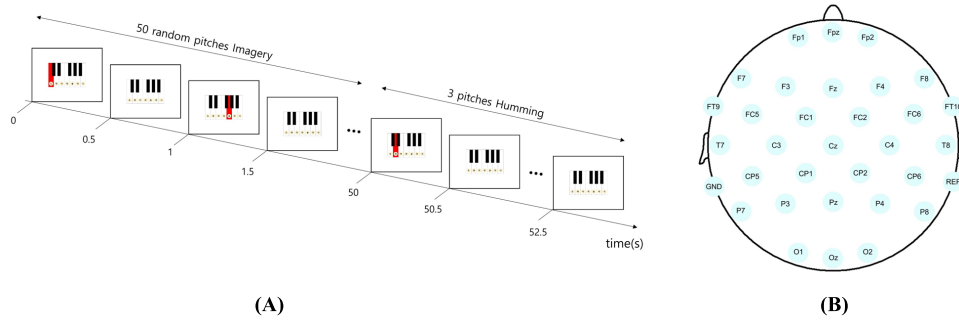 50 random pitches Imagery
3 pitches Humming
0
0.5
1
1.5
50
50.5
52.5
time(s)
(A)
Fp1 Fpz Fp2
F7 F3 Fz F4 F8
FT9 FC5 FC1 FC2 FC6 FT10
T7 C3 Cz C4 T8
GND CP5 CP1 CP2 CP6 REF
P7 P3 Pz P4 P8
O1 Oz O2
(B)